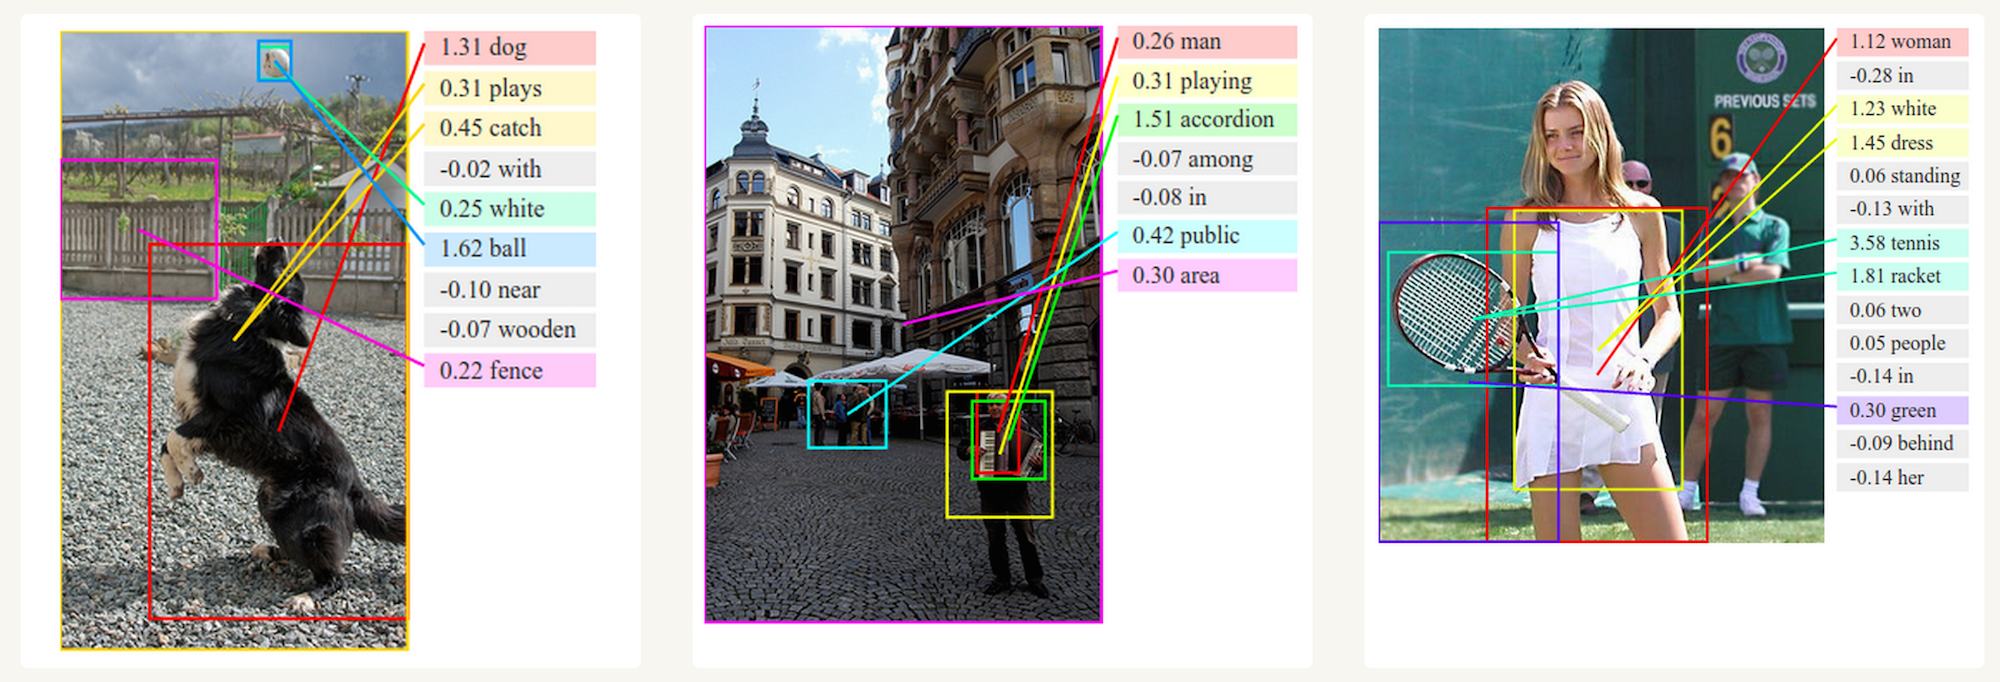 1.31 dog
0.31 plays
0.45 catch
-0.02 with
0.25 white
1.62 ball
-0.10 near
-0.07 wooden
0.22 fence
0.26 man
0.31 playing
1.51 accordion
-0.07 among
-0.08 in
0.42 public
0.30 area
PREVIOUS SETS
6
1.12 woman
-0.28 in
1.23 white
1.45 dress
0.06 standing
-0.13 with
3.58 tennis
1.81 racket
0.06 two
0.05 people
-0.14 in
0.30 green
-0.09 behind
-0.14 her